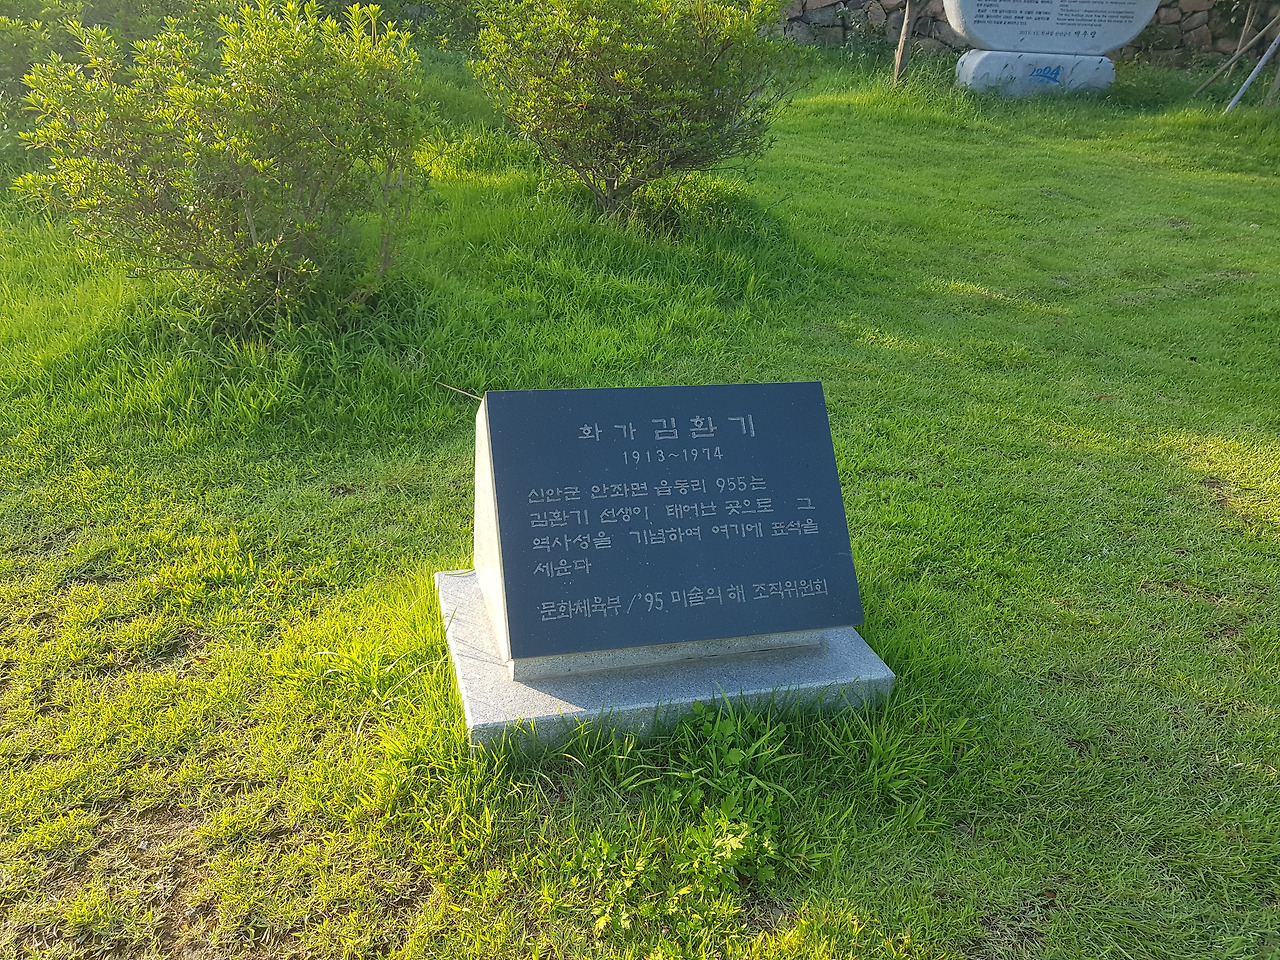 화가 김환기
1913~1974
신안군 안좌면 읍동리 955는
김환기 선생이 태어난 곳으로 그
역사성을 기념하여 여기에 표석을
세운다
문화체육부/'95 미술의 해 조직위원회